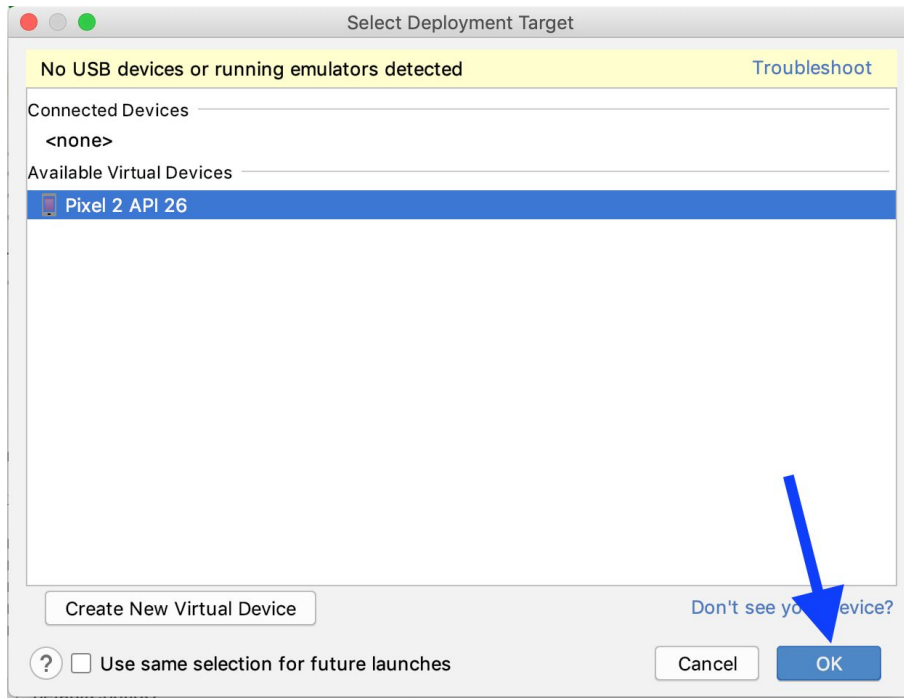 Select Deployment Target
No USB devices or running emulators detected Troubleshoot
Connected Devices
<none>
Available Virtual Devices
Pixel 2 API 26
Create New Virtual Device Don't see yo evice?
? Use same selection for future launches Cancel OK